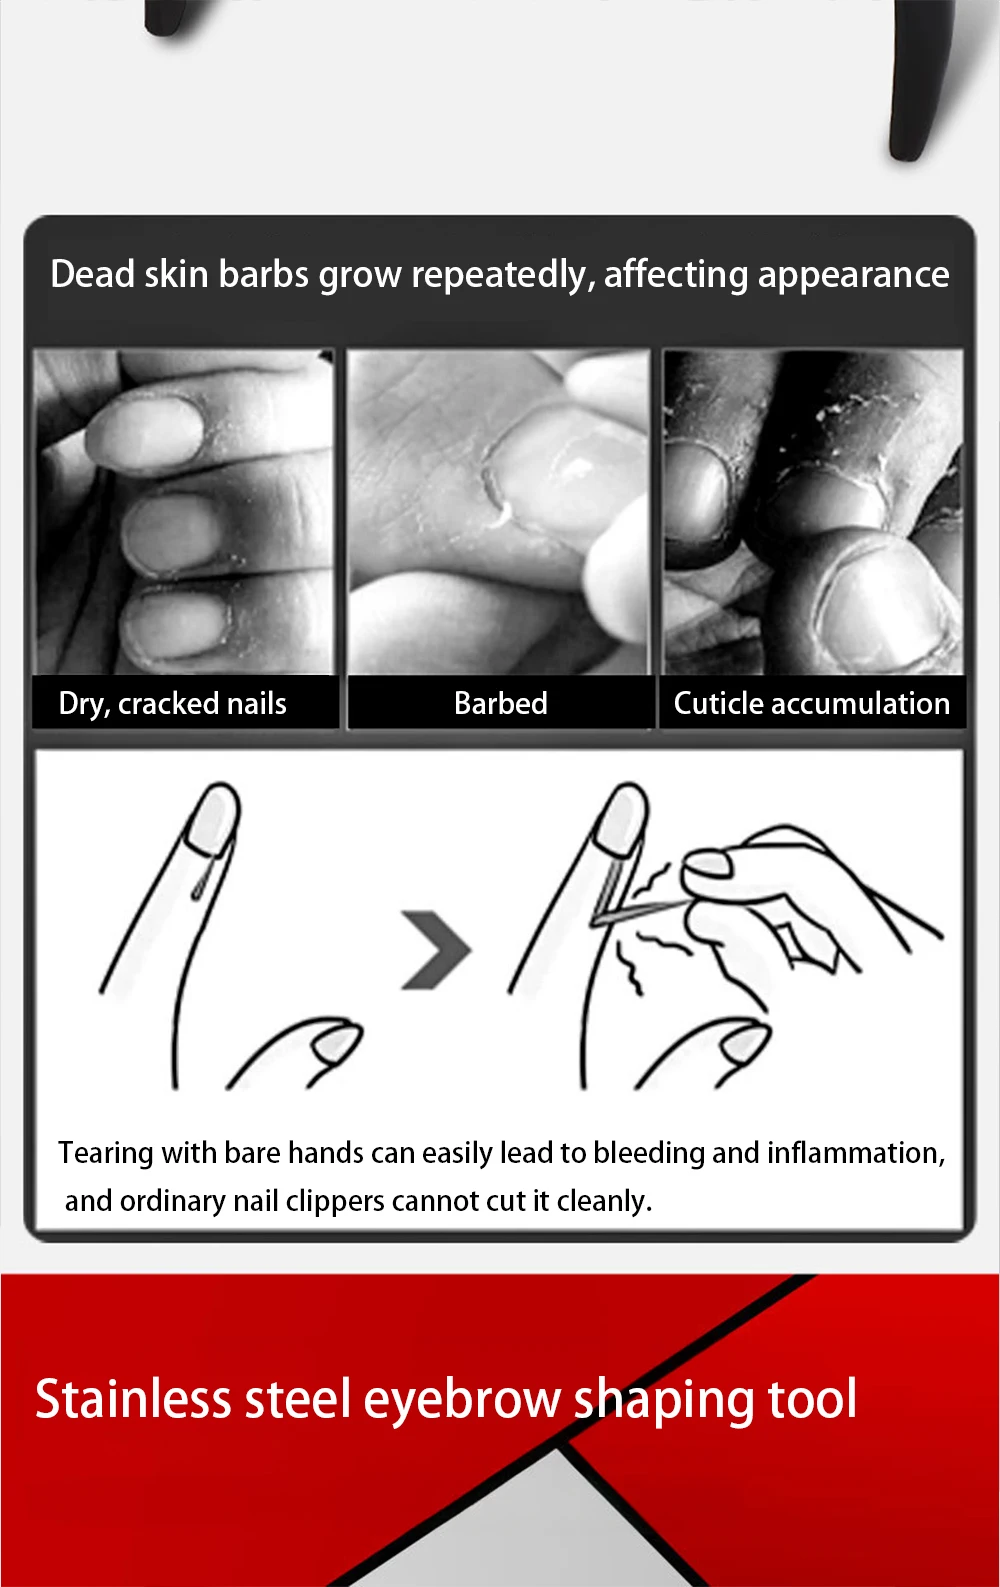 Dead skin barbs grow repeatedly, affecting appearance
Dry, cracked nails
Barbed
Cuticle accumulation
Tearing with bare hands can easily lead to bleeding and inflammation,
and ordinary nail clippers cannot cut it cleanly.
Stainless steel eyebrow shaping tool